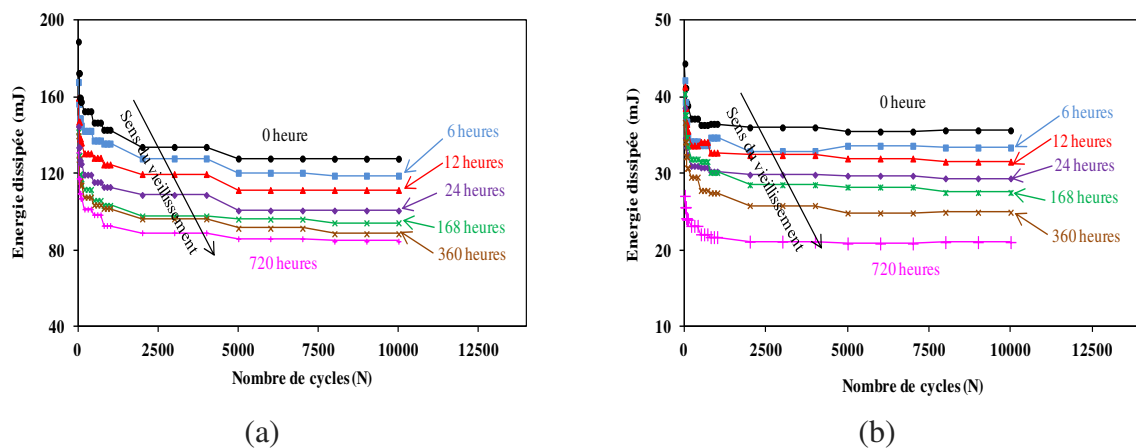 Energie dissipée (mJ)
200
160
120
80
40
0
2500
5000
7500
10000
12500
Nombre de cycles (N)
Sens du vieillissement
0 heure
6 heures
12 heures
24 heures
168 heures
360 heures
720 heures
(a)
Energie dissipée (mJ)
50
40
30
20
10
0
2500
5000
7500
10000
12500
Nombre de cycles (N)
Sens du vieillissement
0 heure
6 heures
12 heures
24 heures
168 heures
360 heures
720 heures
(b)